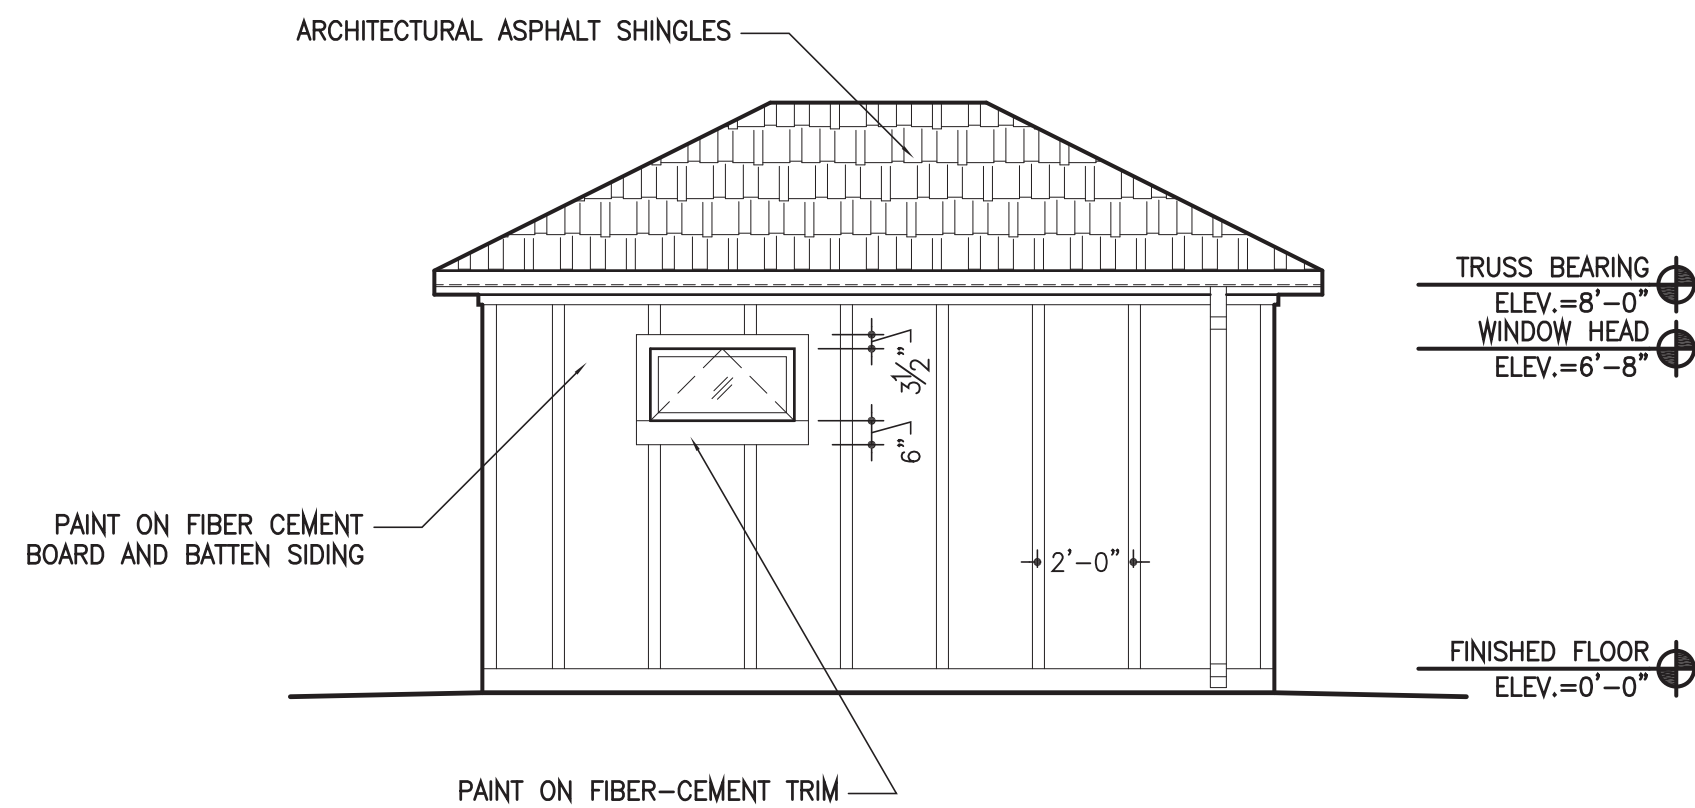 ARCHITECTURAL ASPHALT SHINGLES
TRUSS BEARING
ELEV.=8'-0"
WINDOW HEAD
ELEV.=6'-8"
3½"
6"
PAINT ON FIBER CEMENT
BOARD AND BATTEN SIDING
2'-0"
FINISHED FLOOR
ELEV.=0'-0"
PAINT ON FIBER-CEMENT TRIM